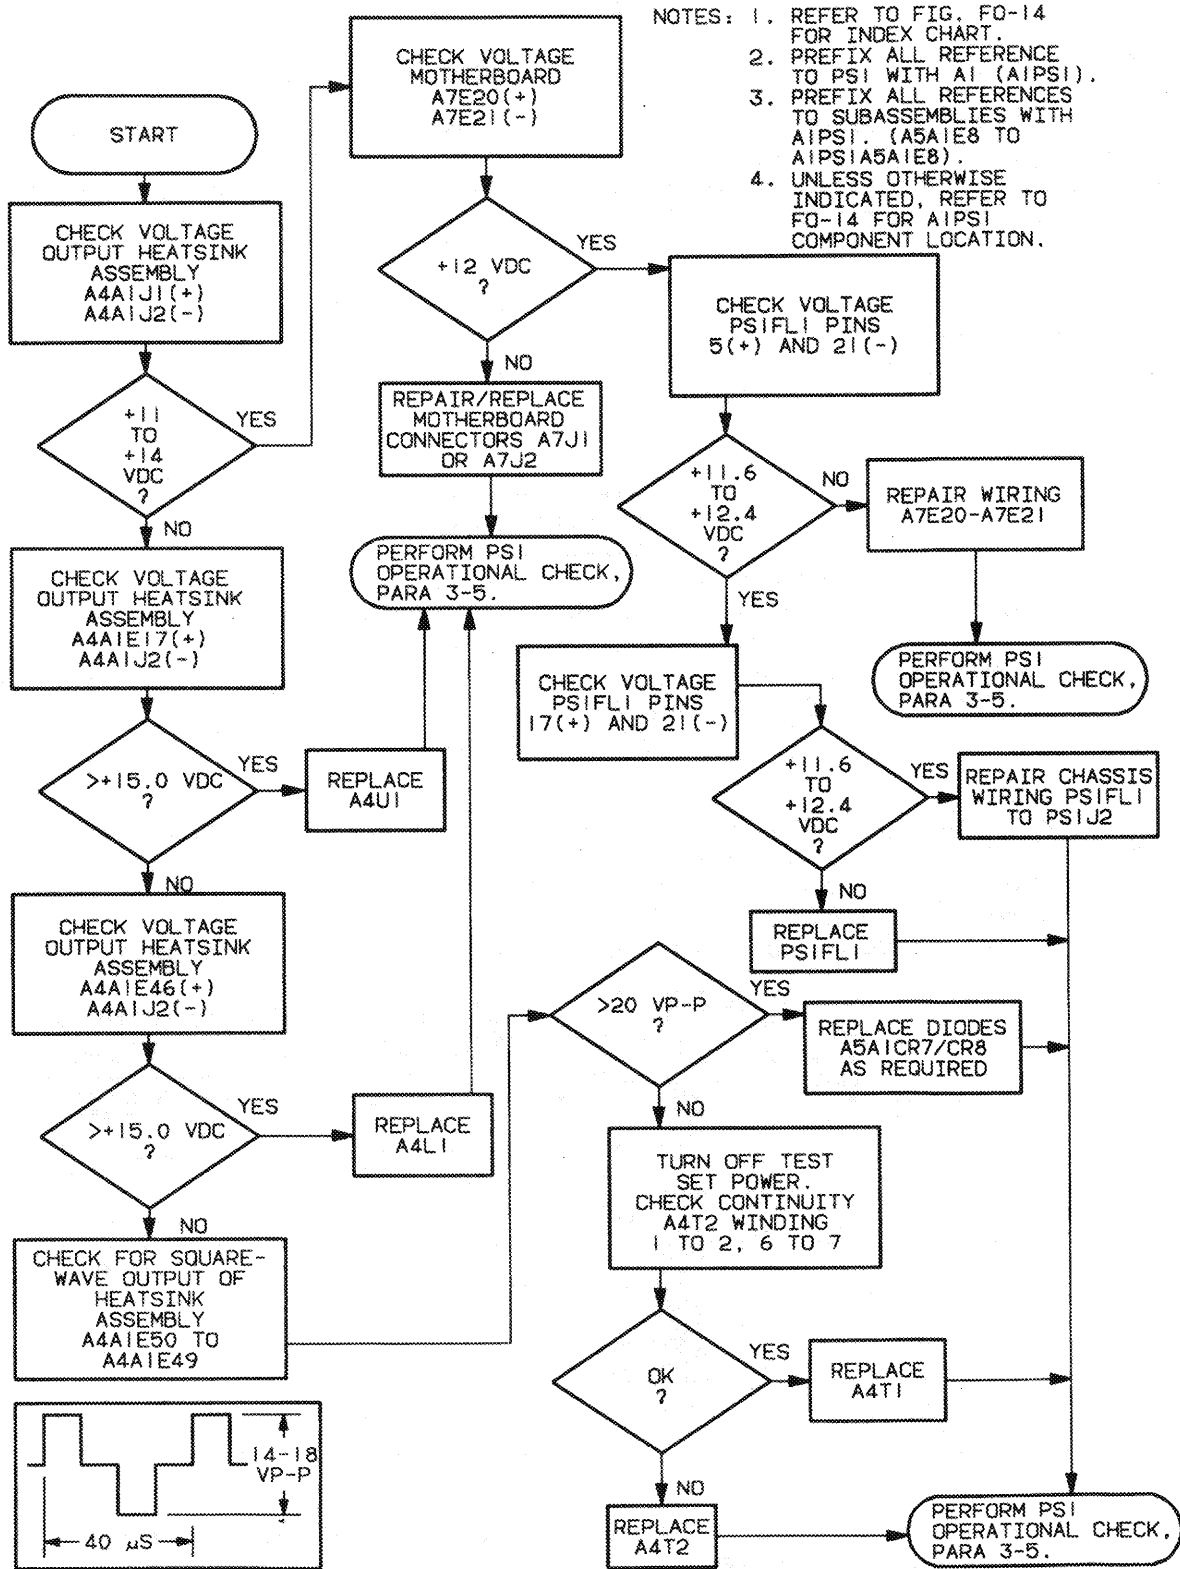 NOTES: 1. REFER TO FIG. FO-14
FOR INDEX CHART.
2. PREFIX ALL REFERENCE
TO PS1 WITH A1 (A1PS1).
3. PREFIX ALL REFERENCES
TO SUBASSEMBLIES WITH
A1PS1. (A5A1E8 TO
A1PS1A5A1E8).
4. UNLESS OTHERWISE
INDICATED, REFER TO
FO-14 FOR A1PS1
COMPONENT LOCATION.
START
CHECK VOLTAGE
OUTPUT HEATSINK
ASSEMBLY
A4A1J1(+)
A4A1J2(-)
+11
TO
+14
VDC
?
YES
NO
CHECK VOLTAGE
MOTHERBOARD
A7E20(+)
A7E21(-)
+12 VDC
?
YES
NO
REPAIR/REPLACE
MOTHERBOARD
CONNECTORS A7J1
OR A7J2
PERFORM PS1
OPERATIONAL CHECK,
PARA 3-5.
CHECK VOLTAGE
PS1FL1 PINS
5(+) AND 21(-)
+11.6
TO
+12.4
VDC
?
NO
YES
REPAIR WIRING
A7E20-A7E21
PERFORM PS1
OPERATIONAL CHECK,
PARA 3-5.
CHECK VOLTAGE
PS1FL1 PINS
17(+) AND 21(-)
+11.6
TO
+12.4
VDC
?
YES
NO
REPAIR CHASSIS
WIRING PS1FL1
TO PS1J2
REPLACE
PS1FL1
CHECK VOLTAGE
OUTPUT HEATSINK
ASSEMBLY
A4A1E17(+)
A4A1J2(-)
>+15.0 VDC
?
YES
NO
REPLACE
A4U1
CHECK VOLTAGE
OUTPUT HEATSINK
ASSEMBLY
A4A1E46(+)
A4A1J2(-)
>+15.0 VDC
?
YES
NO
REPLACE
A4L1
CHECK FOR SQUARE-
WAVE OUTPUT OF
HEATSINK
ASSEMBLY
A4A1E50 TO
A4A1E49
14-18
VP-P
40 µS
>20 VP-P
?
YES
NO
REPLACE DIODES
A5A1CR7/CR8
AS REQUIRED
TURN OFF TEST
SET POWER.
CHECK CONTINUITY
A4T2 WINDING
1 TO 2, 6 TO 7
OK
?
YES
NO
REPLACE
A4T1
REPLACE
A4T2
PERFORM PS1
OPERATIONAL CHECK,
PARA 3-5.